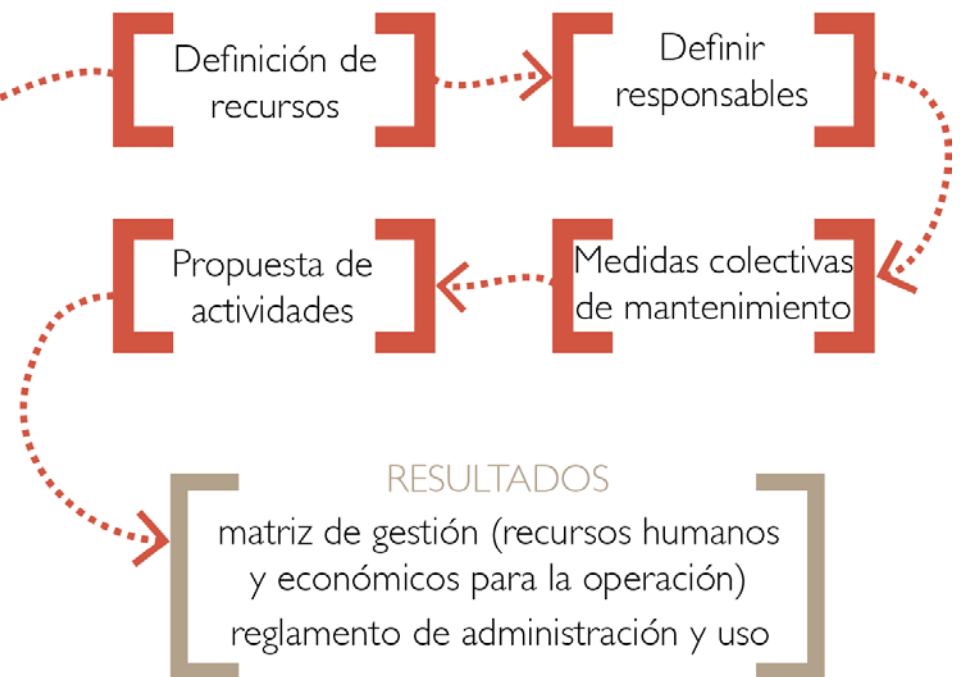 Definición de
recursos
Definir
responsables
Medidas colectivas
de mantenimiento
Propuesta de
actividades
RESULTADOS
matriz de gestión (recursos humanos
y económicos para la operación)
reglamento de administración y uso